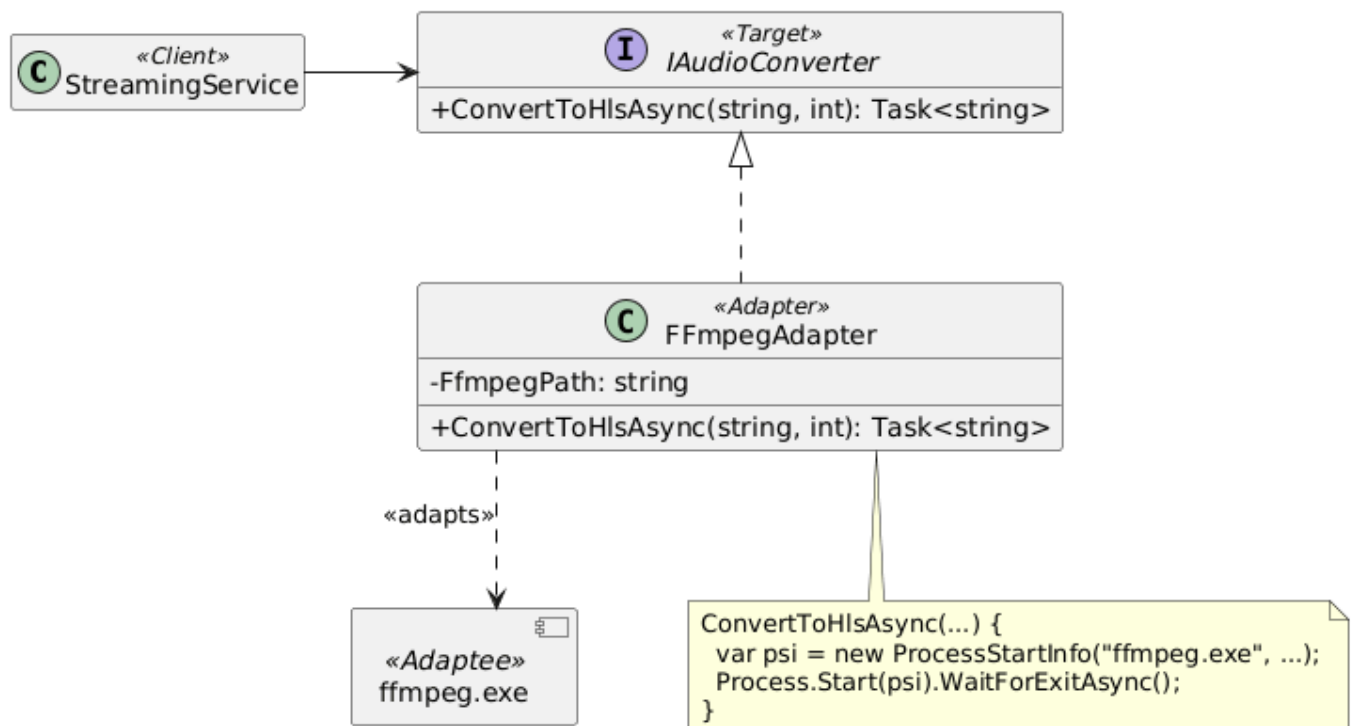 «Client»
C StreamingService
«Target»
I IAudioConverter
+ConvertToHlsAsync(string, int): Task<string>
«Adapter»
C FFmpegAdapter
-FfmpegPath: string
+ConvertToHlsAsync(string, int): Task<string>
«adapts»
«Adaptee»
ffmpeg.exe
ConvertToHlsAsync(...) {
var psi = new ProcessStartInfo("ffmpeg.exe", ...);
Process.Start(psi).WaitForExitAsync();
}